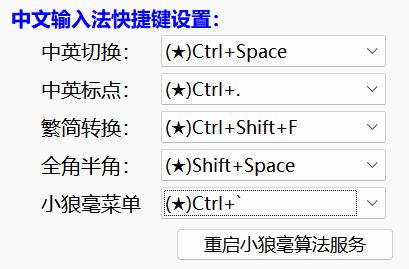 中文输入法快捷键设置：
中英切换： (★)Ctrl+Space
中英标点： (★)Ctrl+.
繁简转换： (★)Ctrl+Shift+F
全角半角： (★)Shift+Space
小狼毫菜单 (★)Ctrl+`
重启小狼毫算法服务